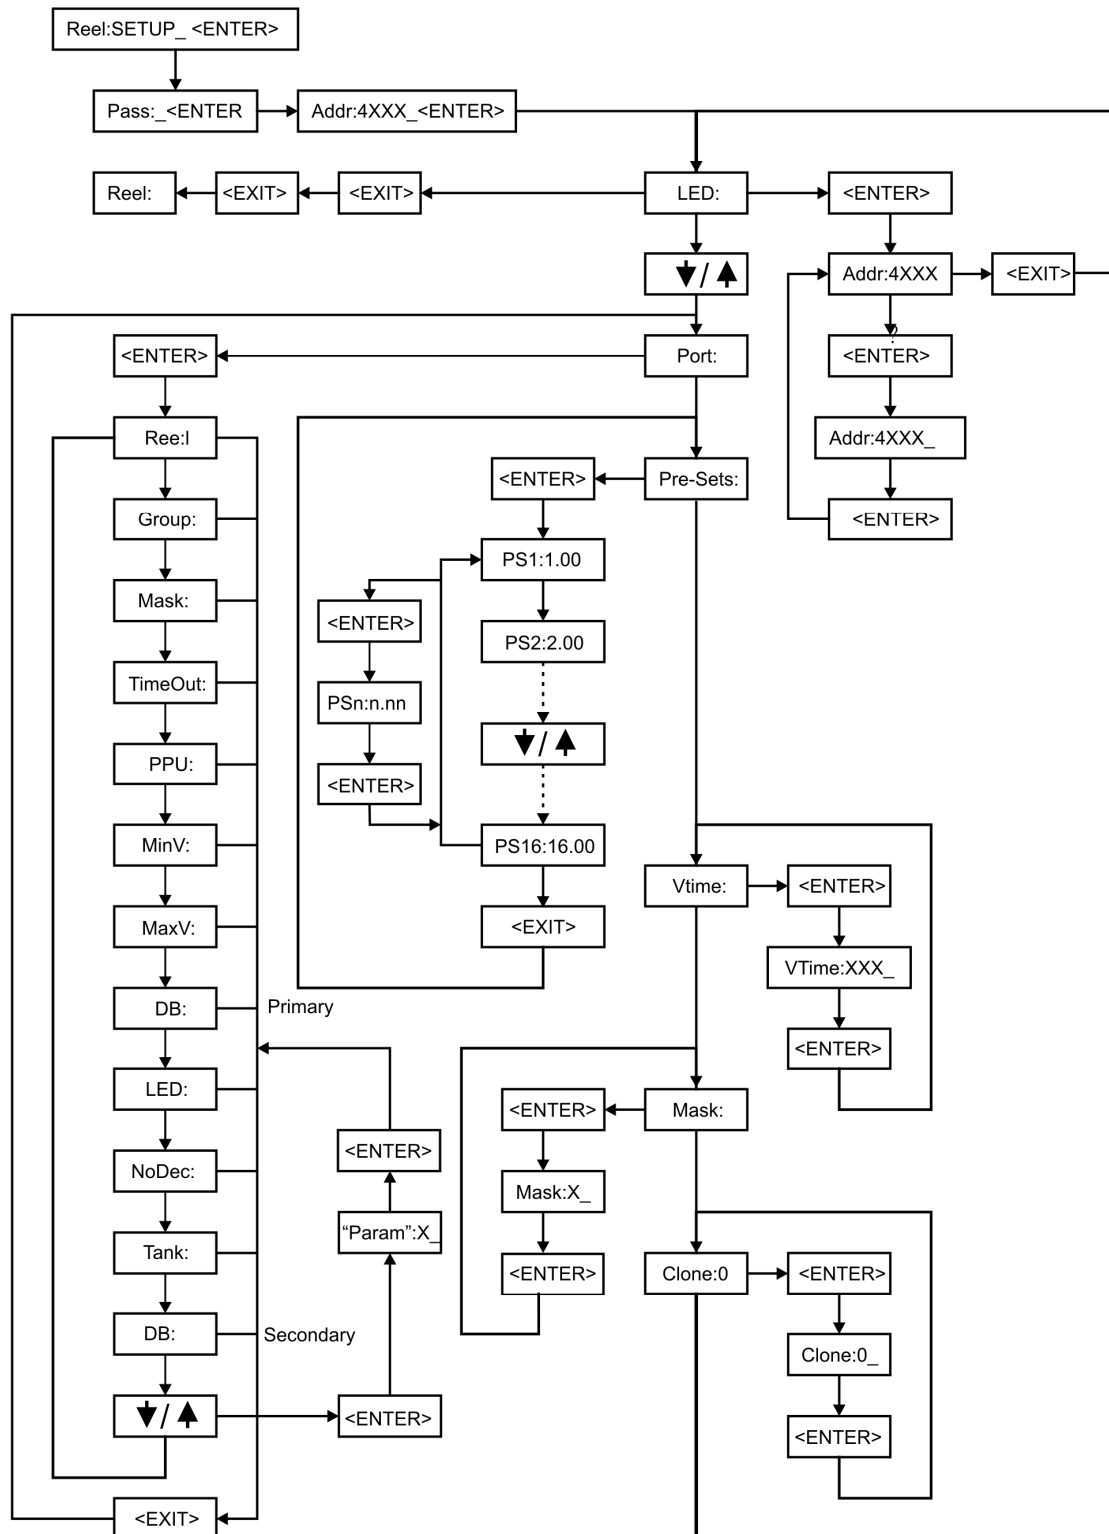 Reel:SETUP_ <ENTER>
Pass:_<ENTER
Addr:4XXX_<ENTER>
Reel:
<EXIT>
<EXIT>
LED:
<ENTER>
Addr:4XXX
<EXIT>
<ENTER>
Port:
<ENTER>
Ree:l
Addr:4XXX_
<ENTER>
Pre-Sets:
Group:
<ENTER>
PS1:1.00
Mask:
<ENTER>
PS2:2.00
TimeOut:
PSn:n.nn
PPU:
<ENTER>
MinV:
PS16:16.00
Vtime:
<ENTER>
MaxV:
<EXIT>
VTime:XXX_
DB:
Primary
<ENTER>
LED:
<ENTER>
Mask:
<ENTER>
NoDec:
Mask:X_
"Param":X_
Tank:
<ENTER>
Clone:0
<ENTER>
DB:
Secondary
Clone:0_
<ENTER>
<ENTER>
<EXIT>